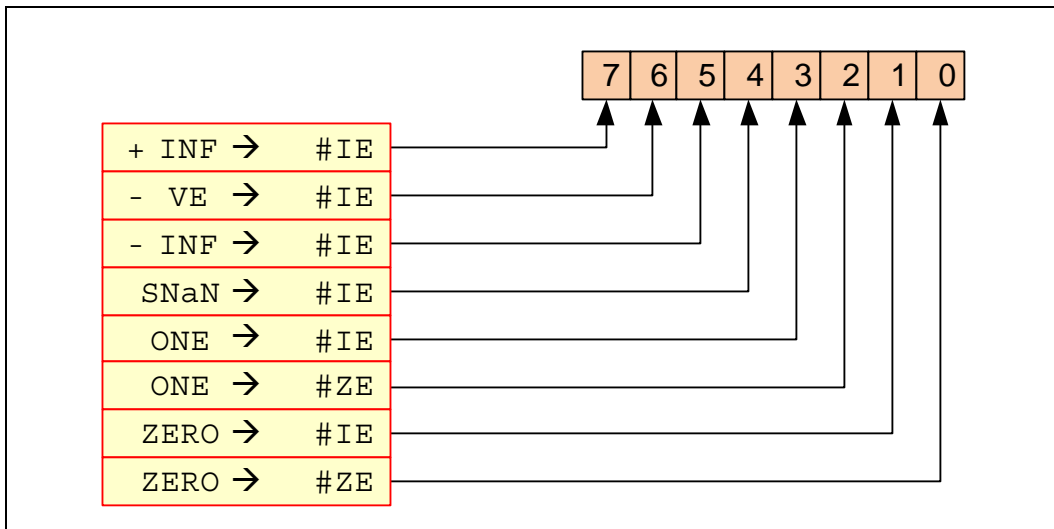 7 6 5 4 3 2 1 0
+ INF → #IE
- VE → #IE
- INF → #IE
SNaN → #IE
ONE → #IE
ONE → #ZE
ZERO → #IE
ZERO → #ZE